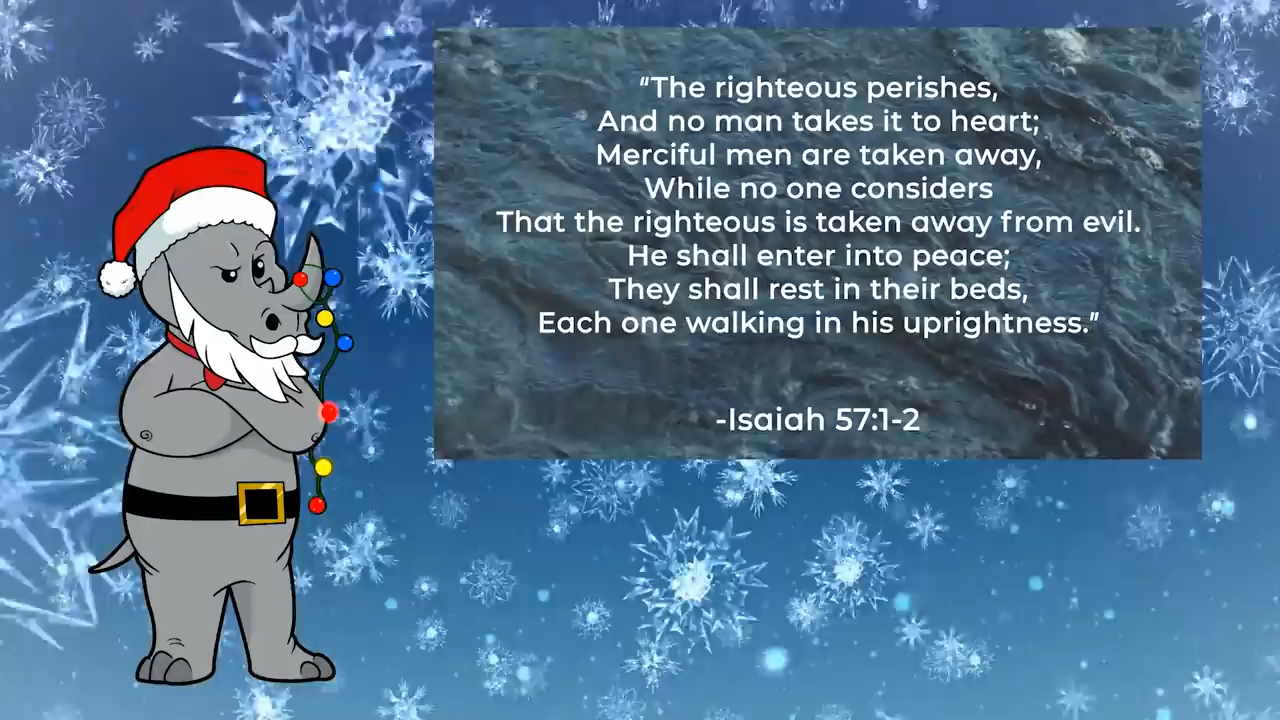 "The righteous perishes,
And no man takes it to heart;
Merciful men are taken away,
While no one considers
That the righteous is taken away from evil.
He shall enter into peace;
They shall rest in their beds,
Each one walking in his uprightness."
-Isaiah 57:1-2